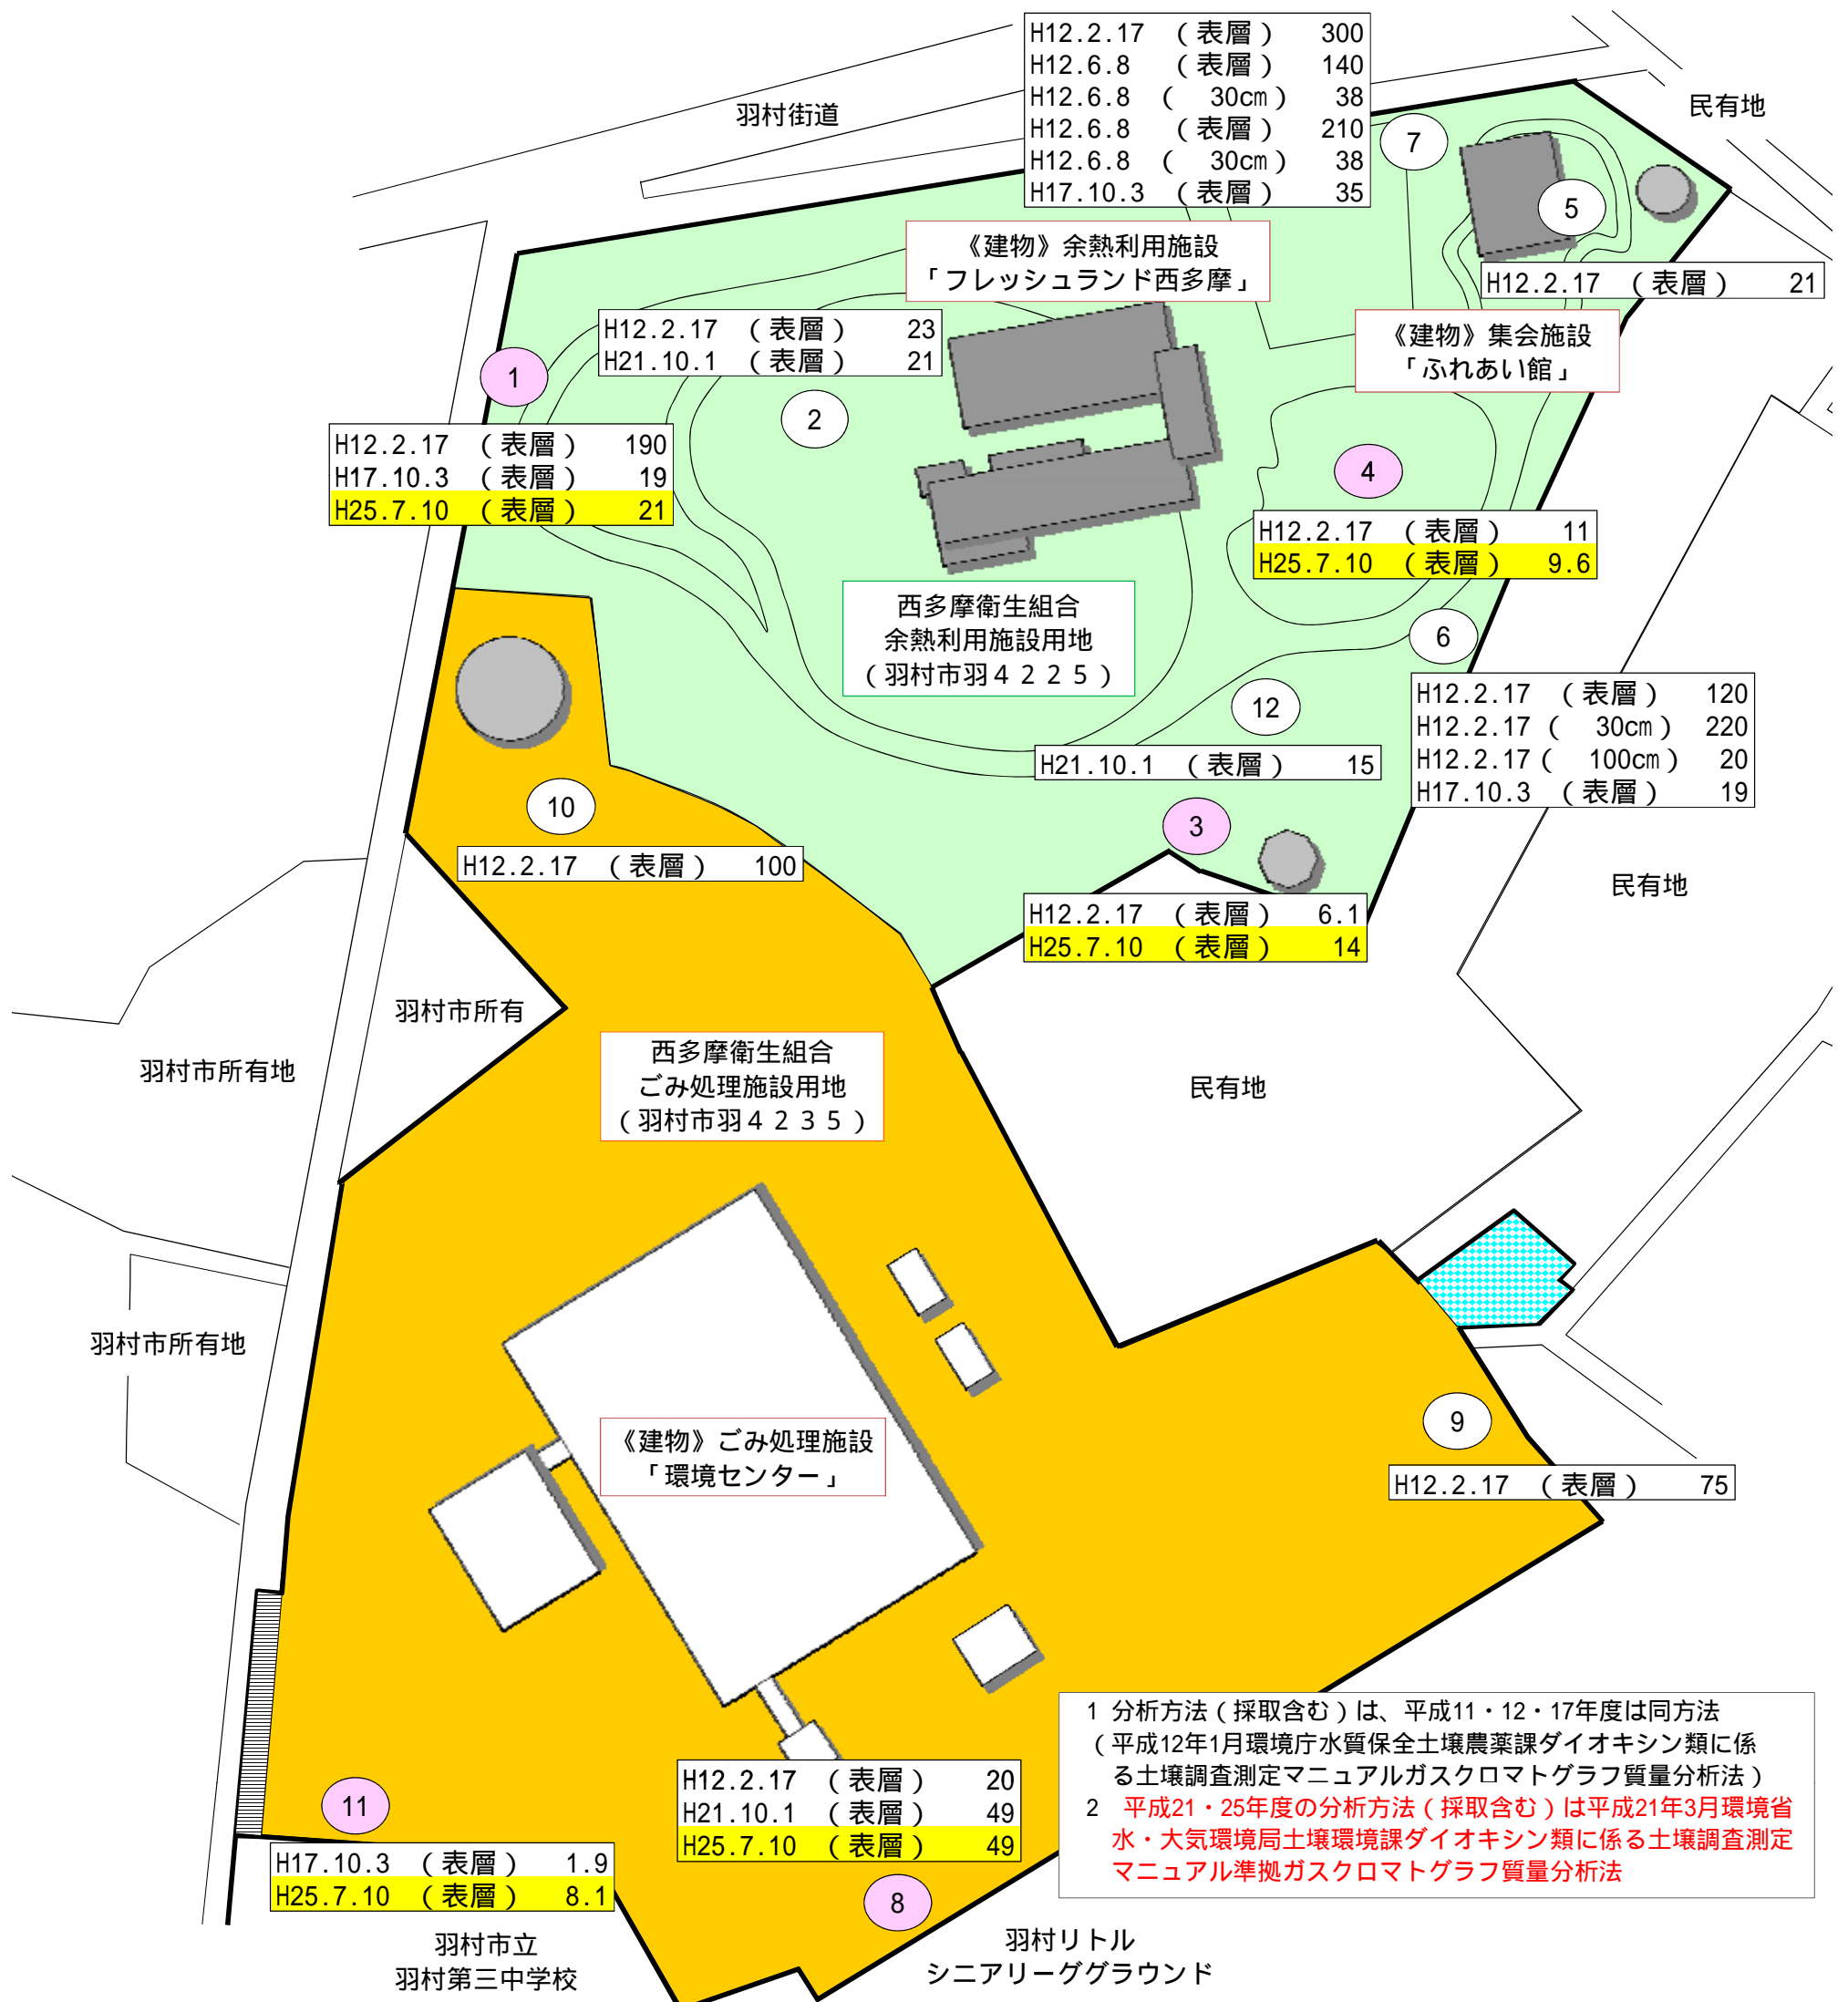 H12.2.17 （表層） 300
H12.6.8 （表層） 140
H12.6.8 （ 30cm） 38
H12.6.8 （表層） 210
H12.6.8 （ 30cm） 38
H17.10.3 （表層） 35
羽村街道
民有地
7
5
H12.2.17 （表層） 21
《建物》余熱利用施設
「フレッシュランド西多摩」
《建物》集会施設
「ふれあい館」
H12.2.17 （表層） 23
H21.10.1 （表層） 21
1
2
H12.2.17 （表層） 190
H17.10.3 （表層） 19
H25.7.10 （表層） 21
4
H12.2.17 （表層） 11
H25.7.10 （表層） 9.6
西多摩衛生組合
余熱利用施設用地
（羽村市羽４２２５）
6
12
H12.2.17 （表層） 120
H12.2.17 （ 30cm） 220
H12.2.17 （ 100cm） 20
H17.10.3 （表層） 19
H21.10.1 （表層） 15
10
3
H12.2.17 （表層） 100
民有地
H12.2.17 （表層） 6.1
H25.7.10 （表層） 14
羽村市所有
羽村市所有地
西多摩衛生組合
ごみ処理施設用地
（羽村市羽４２３５）
民有地
羽村市所有地
《建物》ごみ処理施設
「環境センター」
9
H12.2.17 （表層） 75
1 分析方法（採取含む）は、平成11・12・17年度は同方法
（平成12年1月環境庁水質保全土壌農薬課ダイオキシン類に係
る土壌調査測定マニュアルガスクロマトグラフ質量分析法）
2 平成21・25年度の分析方法（採取含む）は平成21年3月環境省
水・大気環境局土壌環境課ダイオキシン類に係る土壌調査測定
マニュアル準拠ガスクロマトグラフ質量分析法
H12.2.17 （表層） 20
H21.10.1 （表層） 49
H25.7.10 （表層） 49
11
H17.10.3 （表層） 1.9
H25.7.10 （表層） 8.1
8
羽村市立
羽村第三中学校
羽村リトル
シニアリーググラウンド